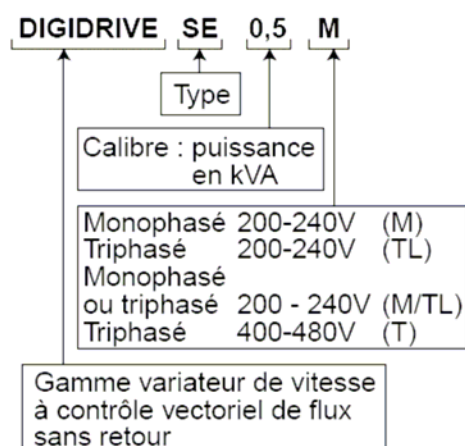 DIGIDRIVE SE 0,5 M
Type
Calibre : puissance
en kVA
Monophasé 200-240V (M)
Triphasé 200-240V (TL)
Monophasé
ou triphasé 200 - 240V (M/TL)
Triphasé 400-480V (T)
Gamme variateur de vitesse
à contrôle vectoriel de flux
sans retour